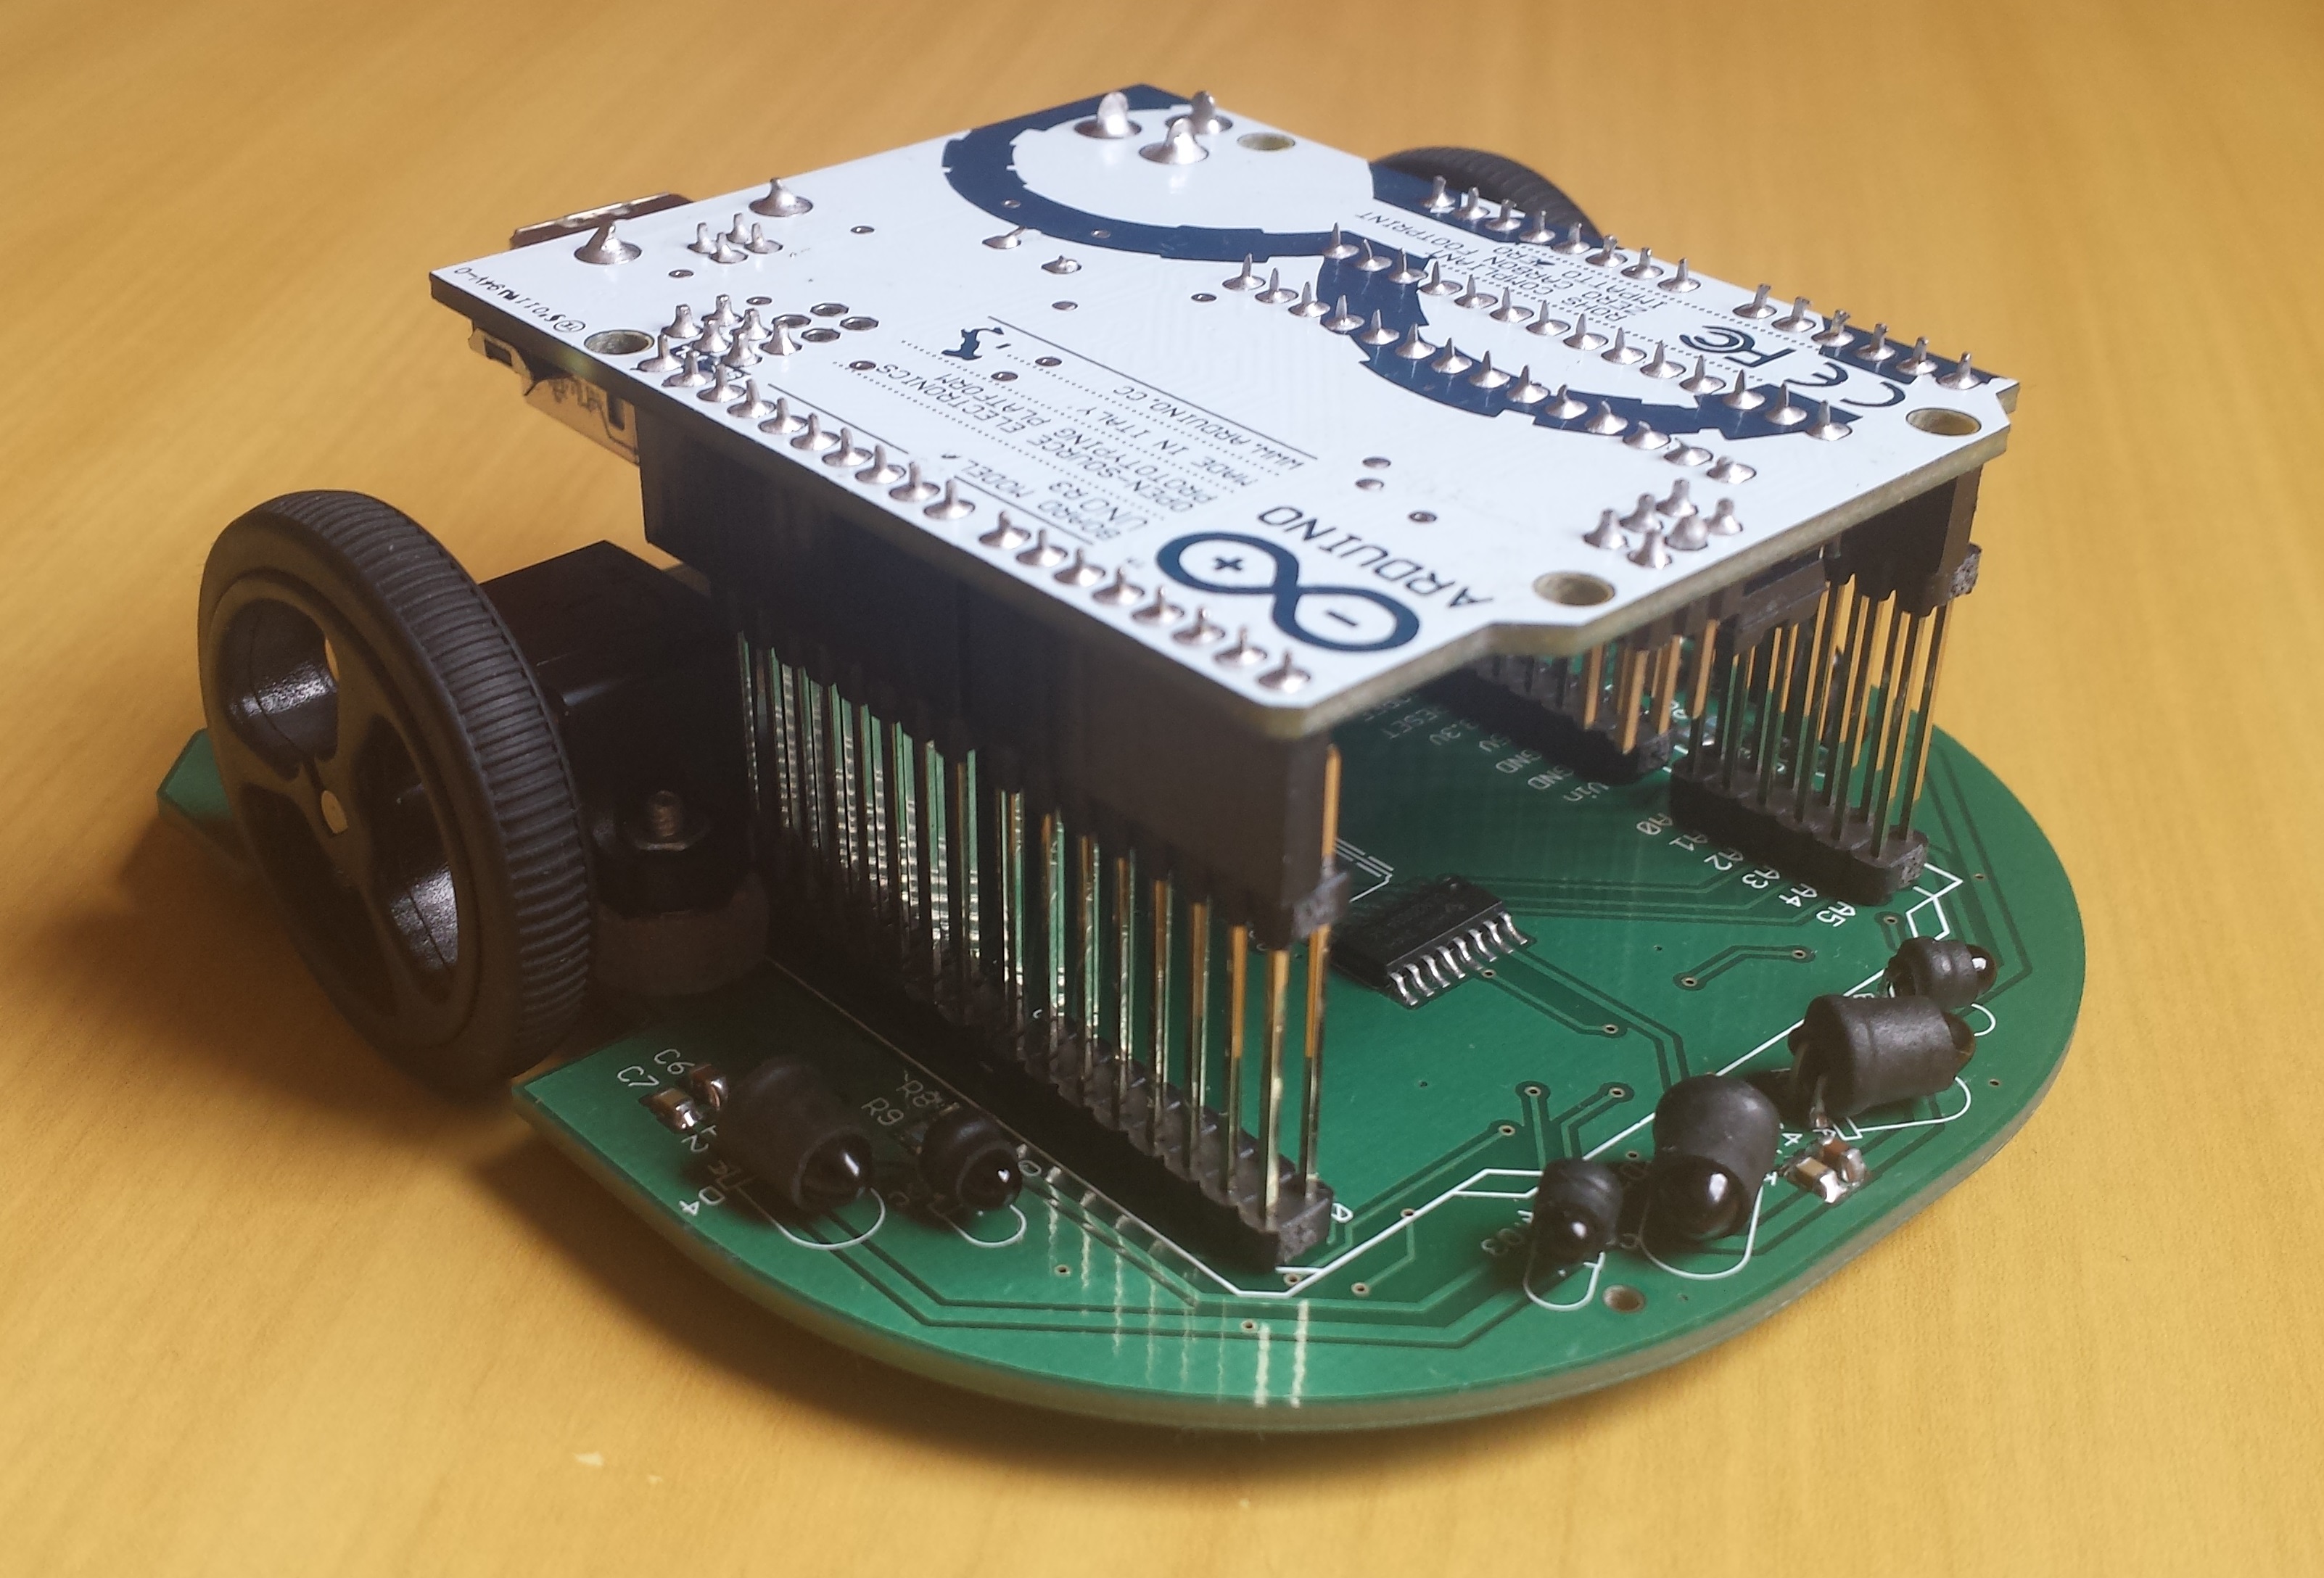 ARDUINO
BOARD MODEL
UNO R3
OPEN-SOURCE ELECTRONICS
PROTOTYPING PLATFORM
MADE IN ITALY
WWW.ARDUINO.CC
ROHS COMPLIANT
ZERO CARBON FOOTPRINT
IMPATTO ZERO
FC
CE
RESET
3.3V
5V
GND
GND
Vin
A0
A1
A2
A3
A4
A5
C6
C7
R8
R9